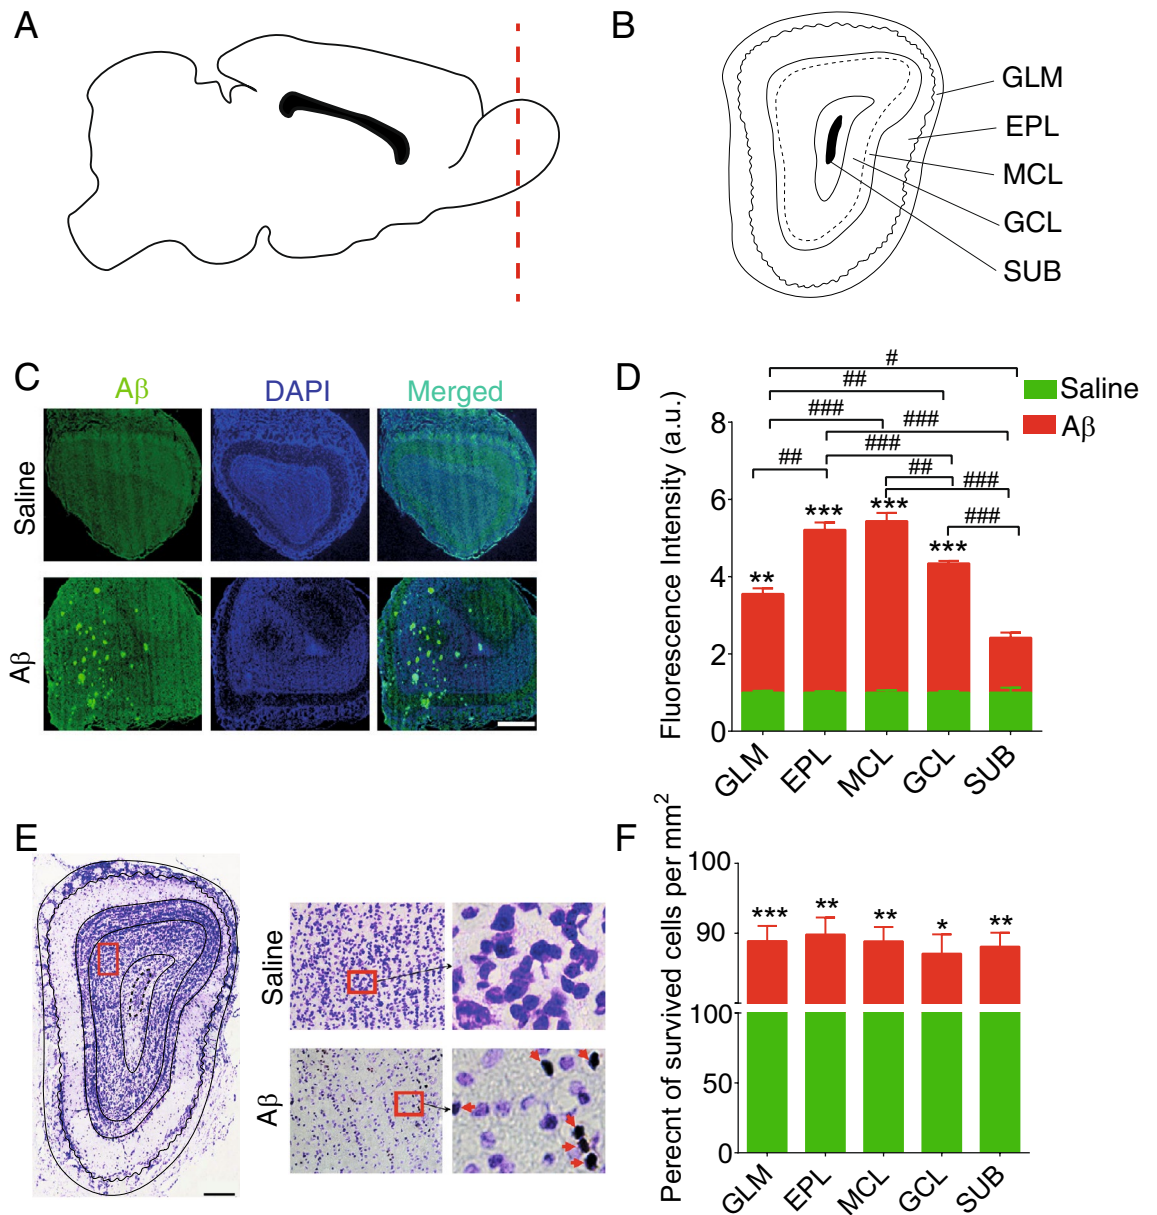 A
B
GLM
EPL
MCL
GCL
SUB
C
Aβ
DAPI
Merged
Saline
Aβ
D
Fluorescence Intensity (a.u.)
8
6
4
2
0
#
##
###
###
###
##
##
###
###
**
***
***
***
Saline
Aβ
GLM
EPL
MCL
GCL
SUB
E
Saline
Aβ
F
Perecnt of survived cells per mm2
100
90
100
50
0
***
**
**
*
**
GLM
EPL
MCL
GCL
SUB